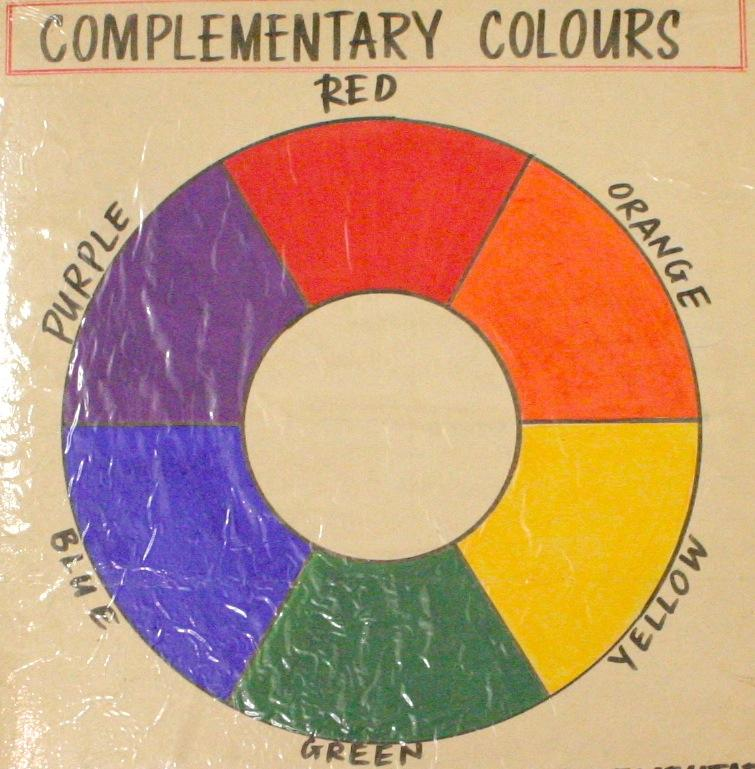 COMPLEMENTARY COLOURS
RED
ORANGE
PURPLE
BLUE
YELLOW
GREEN